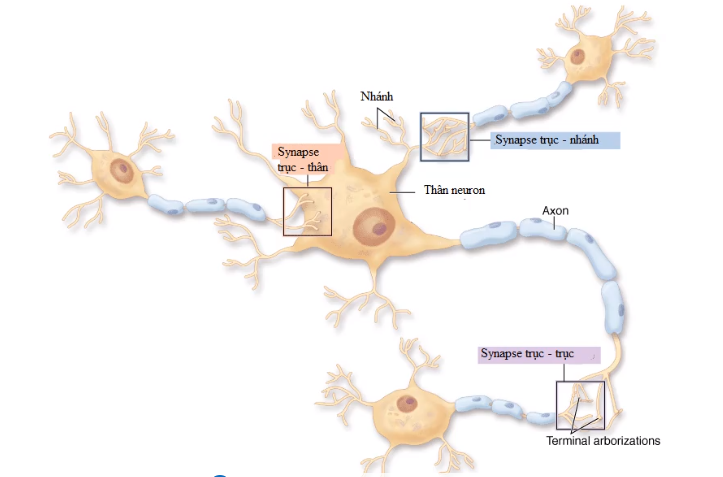 Nhánh
Synapse trục - nhánh
Synapse
trục - thân
Thân neuron
Axon
Synapse trục - trục
Terminal arborizations